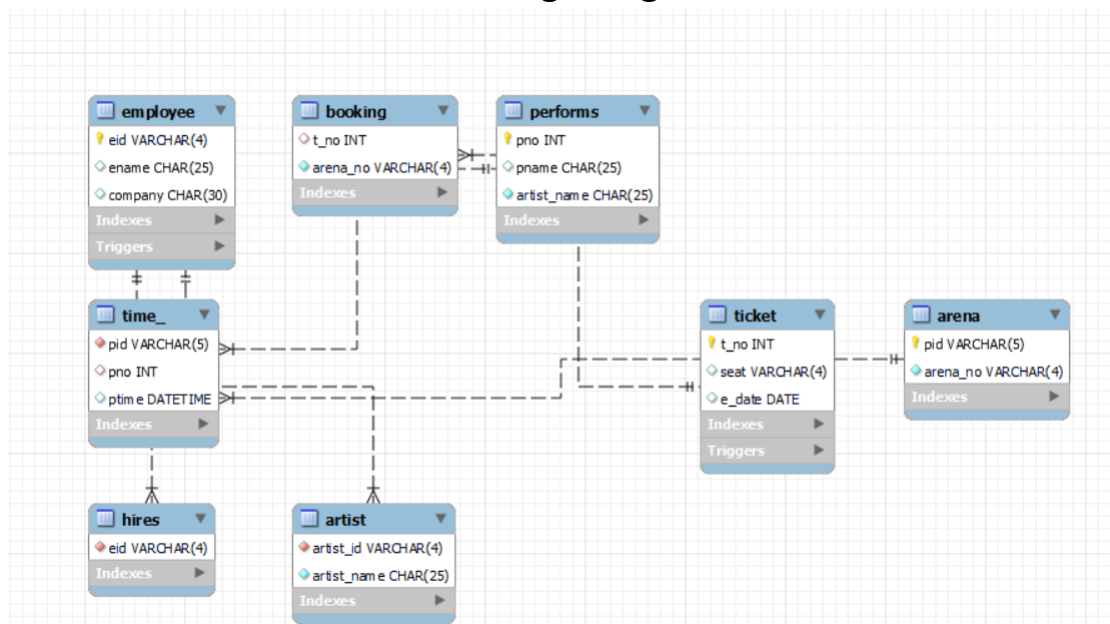 employee
eid VARCHAR(4)
ename CHAR(25)
company CHAR(30)
Indexes
Triggers
booking
t_no INT
arena_no VARCHAR(4)
Indexes
performs
pno INT
pname CHAR(25)
artist_name CHAR(25)
Indexes
time_
pid VARCHAR(5)
pno INT
ptime DATETIME
Indexes
ticket
t_no INT
seat VARCHAR(4)
e_date DATE
Indexes
Triggers
arena
pid VARCHAR(5)
arena_no VARCHAR(4)
Indexes
hires
eid VARCHAR(4)
Indexes
artist
artist_id VARCHAR(4)
artist_name CHAR(25)
Indexes